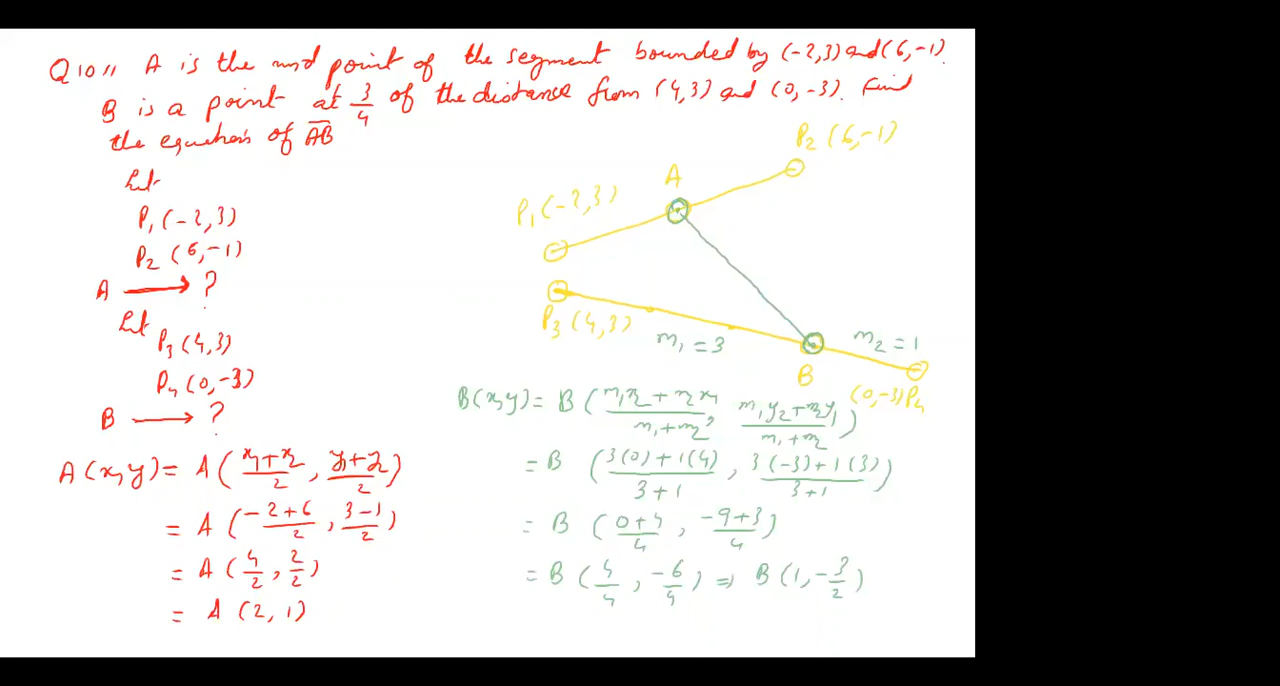 Q10// A is the mid point of the segment bounded by (-2,3) and (6,-1).
B is a point at 3/4 of the distance from (4,3) and (0,-3). Find
the equation of AB
Let
P1 (-2,3)
P2 (6,-1)
A → ?
Let
P3 (4,3)
P4 (0,-3)
B → ?
A(x,y) = A((x1+x2)/2, (y1+y2)/2)
= A((-2+6)/2, (3-1)/2)
= A(4/2, 2/2)
= A(2,1)
P2 (6,-1)
A
P1 (-2,3)
P3 (4,3)
m1 = 3
m2 = 1
B
(0,-3) P4
B(x,y) = B((m1x2+m2x1)/(m1+m2), (m1y2+m2y1)/(m1+m2))
= B((3(0)+1(4))/(3+1), (3(-3)+1(3))/(3+1))
= B((0+4)/4, (-9+3)/4)
= B(4/4, -6/4) ⇒ B(1, -3/2)